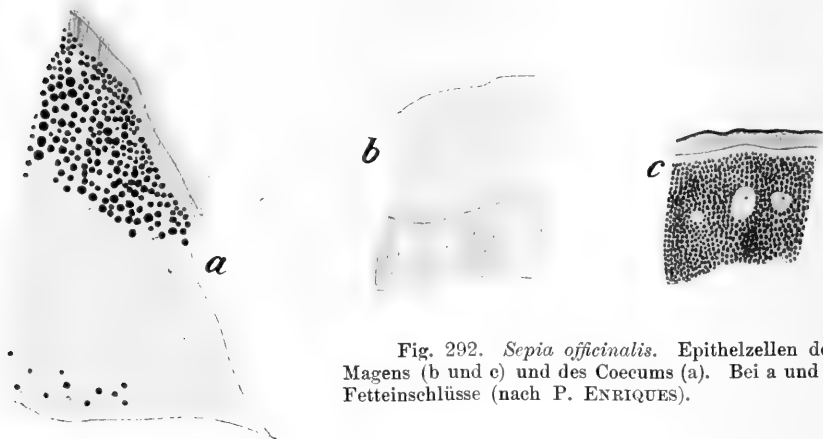 a
b
c
Fig. 292. Sepia officinalis. Epithelzellen de
Magens (b und c) und des Coecums (a). Bei a und
Fetteinschlüsse (nach P. ENRIQUES).